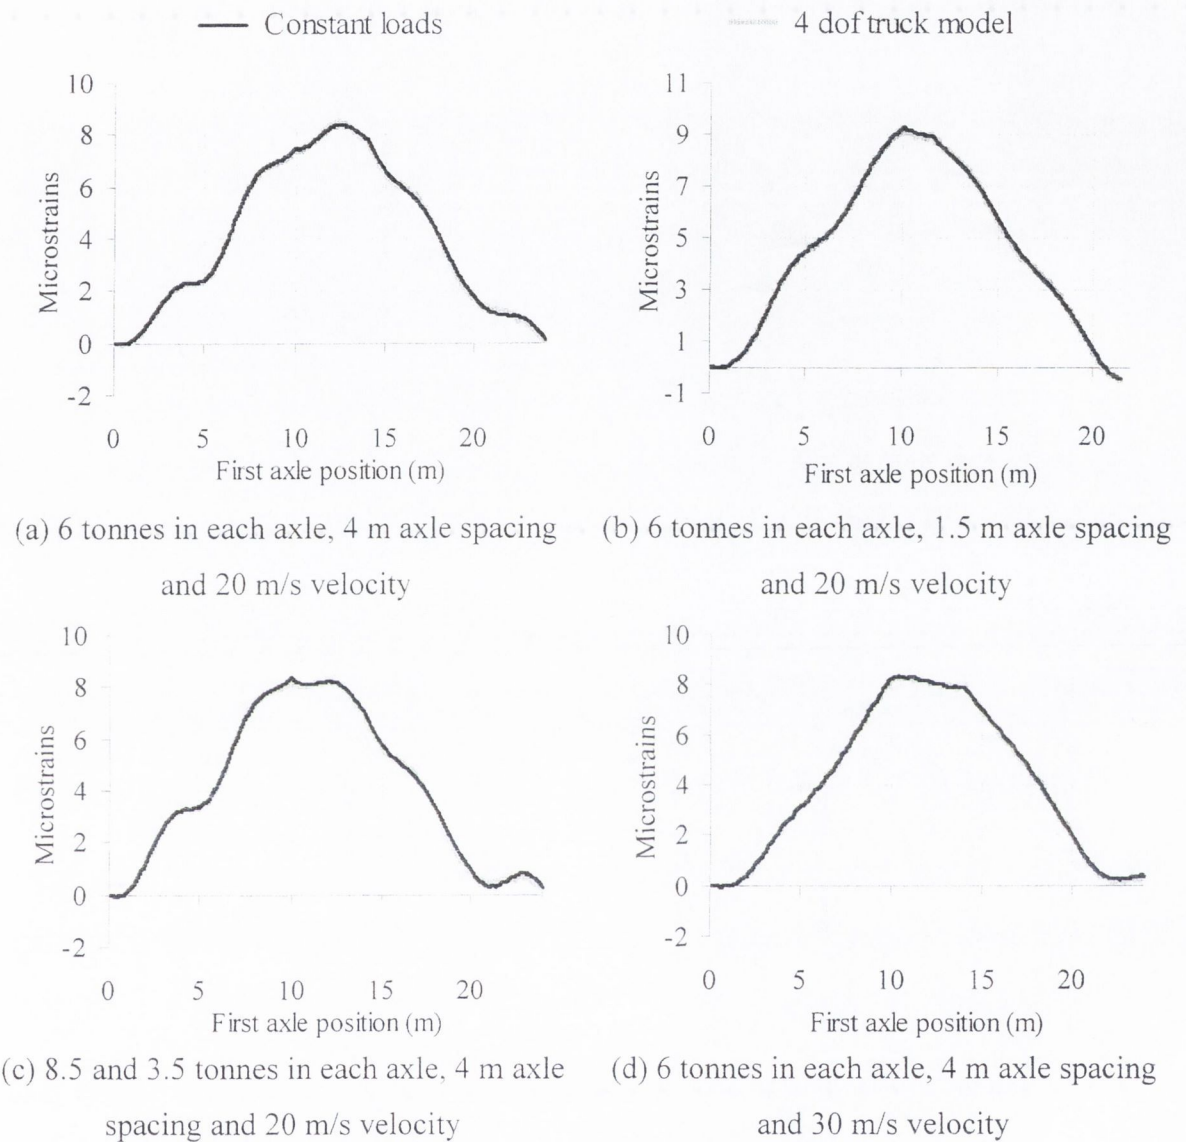 Constant loads 4 dof truck model
10
8
6
4
2
0
-2
Microstrains
0 5 10 15 20
First axle position (m)
11
9
7
5
3
1
-1
Microstrains
0 5 10 15 20
First axle position (m)
(a) 6 tonnes in each axle, 4 m axle spacing
and 20 m/s velocity
(b) 6 tonnes in each axle, 1.5 m axle spacing
and 20 m/s velocity
10
8
6
4
2
0
-2
Microstrains
0 5 10 15 20
First axle position (m)
10
8
6
4
2
0
-2
Microstrains
0 5 10 15 20
First axle position (m)
(c) 8.5 and 3.5 tonnes in each axle, 4 m axle
spacing and 20 m/s velocity
(d) 6 tonnes in each axle, 4 m axle spacing
and 30 m/s velocity